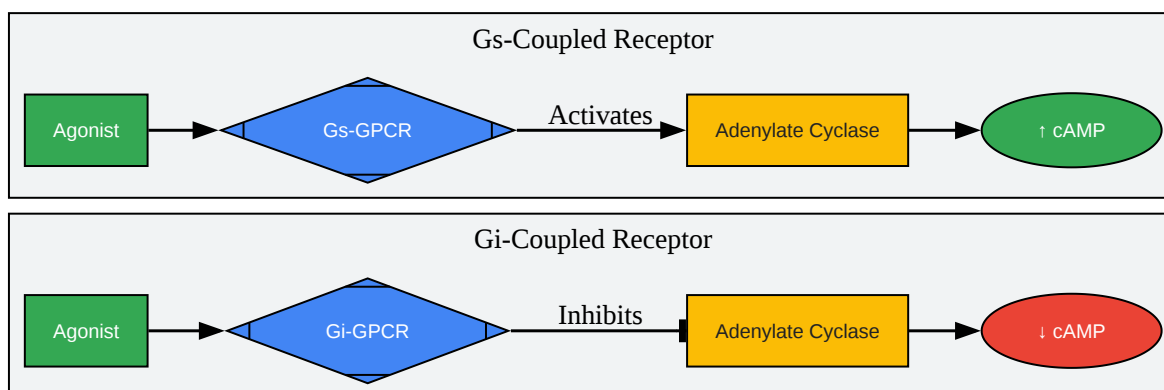 Gs-Coupled Receptor
Agonist
Gs-GPCR
Activates
Adenylate Cyclase
↑ cAMP
Gi-Coupled Receptor
Agonist
Gi-GPCR
Inhibits
Adenylate Cyclase
↓ cAMP